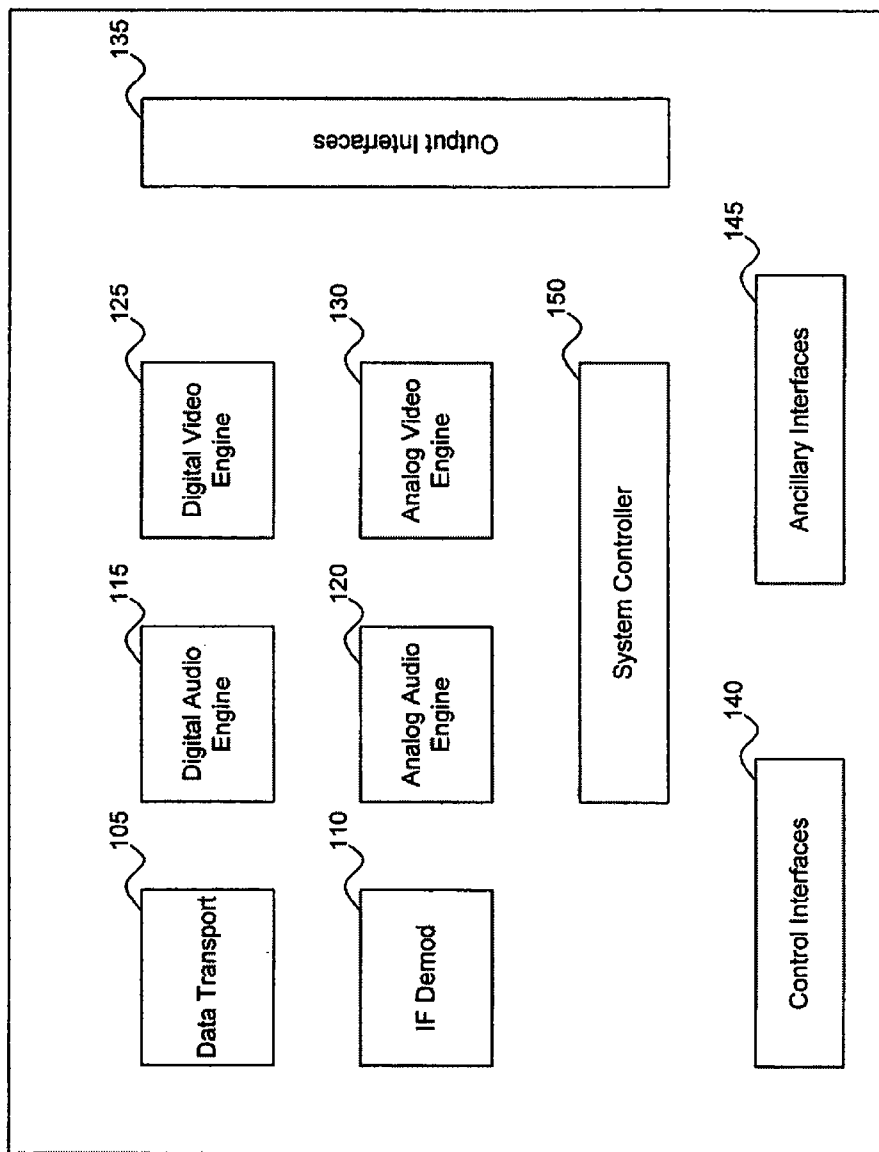 105
Data Transport
115
Digital Audio
Engine
125
Digital Video
Engine
135
Output Interfaces
110
IF Demod
120
Analog Audio
Engine
130
Analog Video
Engine
150
System Controller
140
Control Interfaces
145
Ancillary Interfaces